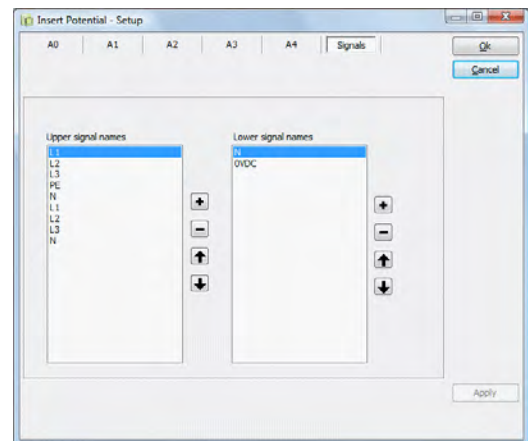 Insert Potential - Setup
A0 A1 A2 A3 A4 Signals
Ok
Cancel
Upper signal names
L1
L2
L3
PE
N
L1
L2
L3
N
Lower signal names
N
0VDC
Apply